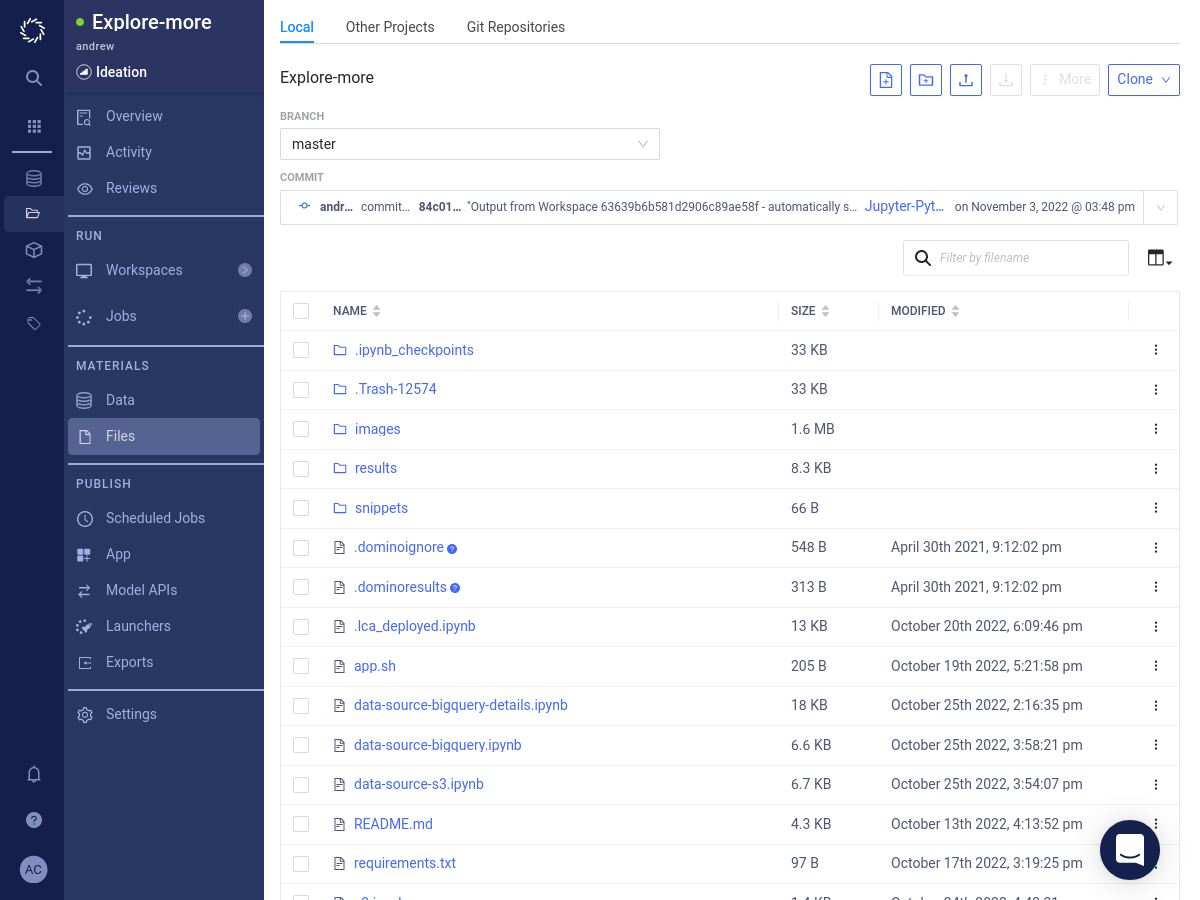 Explore-more
andrew
Ideation
Overview
Activity
Reviews
RUN
Workspaces
Jobs
MATERIALS
Data
Files
PUBLISH
Scheduled Jobs
App
Model APIs
Launchers
Exports
Settings
AC
Local Other Projects Git Repositories
Explore-more
More Clone
BRANCH
master
COMMIT
andr... commit... 84c01... "Output from Workspace 63639b6b581d2906c89ae58f - automatically s... Jupyter-Pyt... on November 3, 2022 @ 03:48 pm
Filter by filename
NAME SIZE MODIFIED
.ipynb_checkpoints 33 KB
.Trash-12574 33 KB
images 1.6 MB
results 8.3 KB
snippets 66 B
.dominoignore ? 548 B April 30th 2021, 9:12:02 pm
.dominoresults ? 313 B April 30th 2021, 9:12:02 pm
.lca_deployed.ipynb 13 KB October 20th 2022, 6:09:46 pm
app.sh 205 B October 19th 2022, 5:21:58 pm
data-source-bigquery-details.ipynb 18 KB October 25th 2022, 2:16:35 pm
data-source-bigquery.ipynb 6.6 KB October 25th 2022, 3:58:21 pm
data-source-s3.ipynb 6.7 KB October 25th 2022, 3:54:07 pm
README.md 4.3 KB October 13th 2022, 4:13:52 pm
requirements.txt 97 B October 17th 2022, 3:19:25 pm